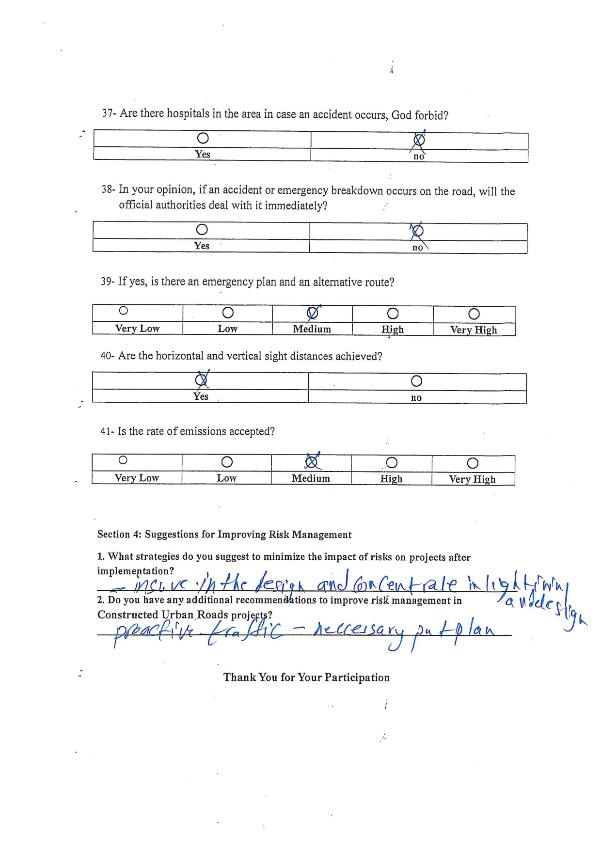 4
37- Are there hospitals in the area in case an accident occurs, God forbid?
Yes no
38- In your opinion, if an accident or emergency breakdown occurs on the road, will the
official authorities deal with it immediately?
Yes no
39- If yes, is there an emergency plan and an alternative route?
Very Low Low Medium High Very High
40- Are the horizontal and vertical sight distances achieved?
Yes no
41- Is the rate of emissions accepted?
Very Low Low Medium High Very High
Section 4: Suggestions for Improving Risk Management
1. What strategies do you suggest to minimize the impact of risks on projects after
implementation?
- in the design and concentrate in
and design
2. Do you have any additional recommendations to improve risk management in
Constructed Urban Roads projects?
proactive traffic - neccessary put plan
Thank You for Your Participation